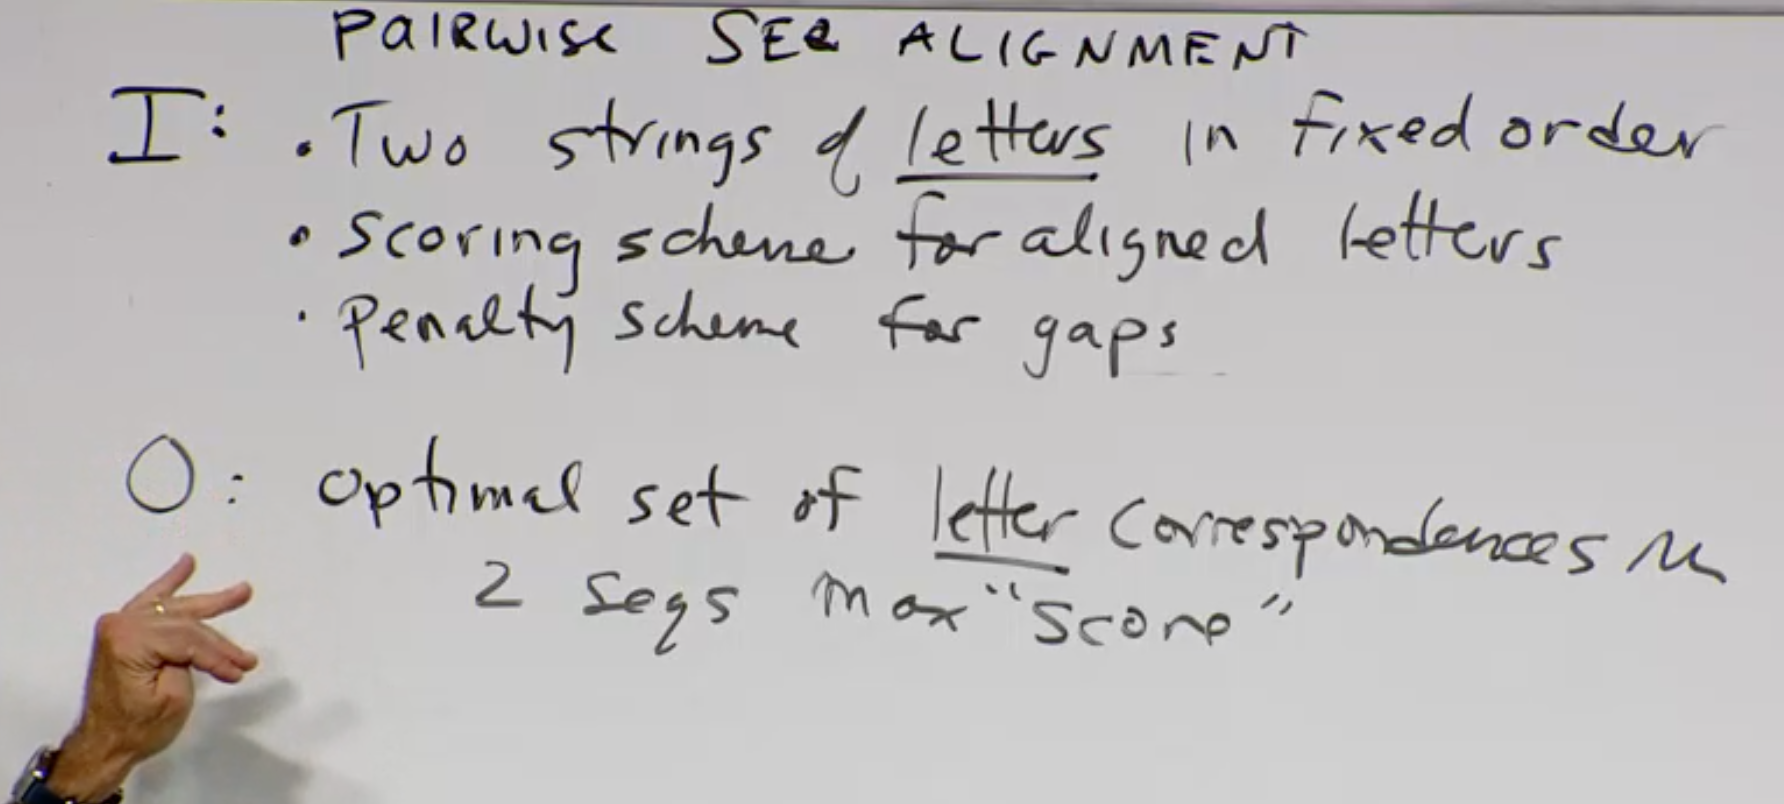 PAIRWISE SEQ ALIGNMENT
I: • Two strings of letters in fixed order
• scoring scheme for aligned letters
• Penalty scheme for gaps
O: optimal set of letter correspondences in
2 seqs max "score"